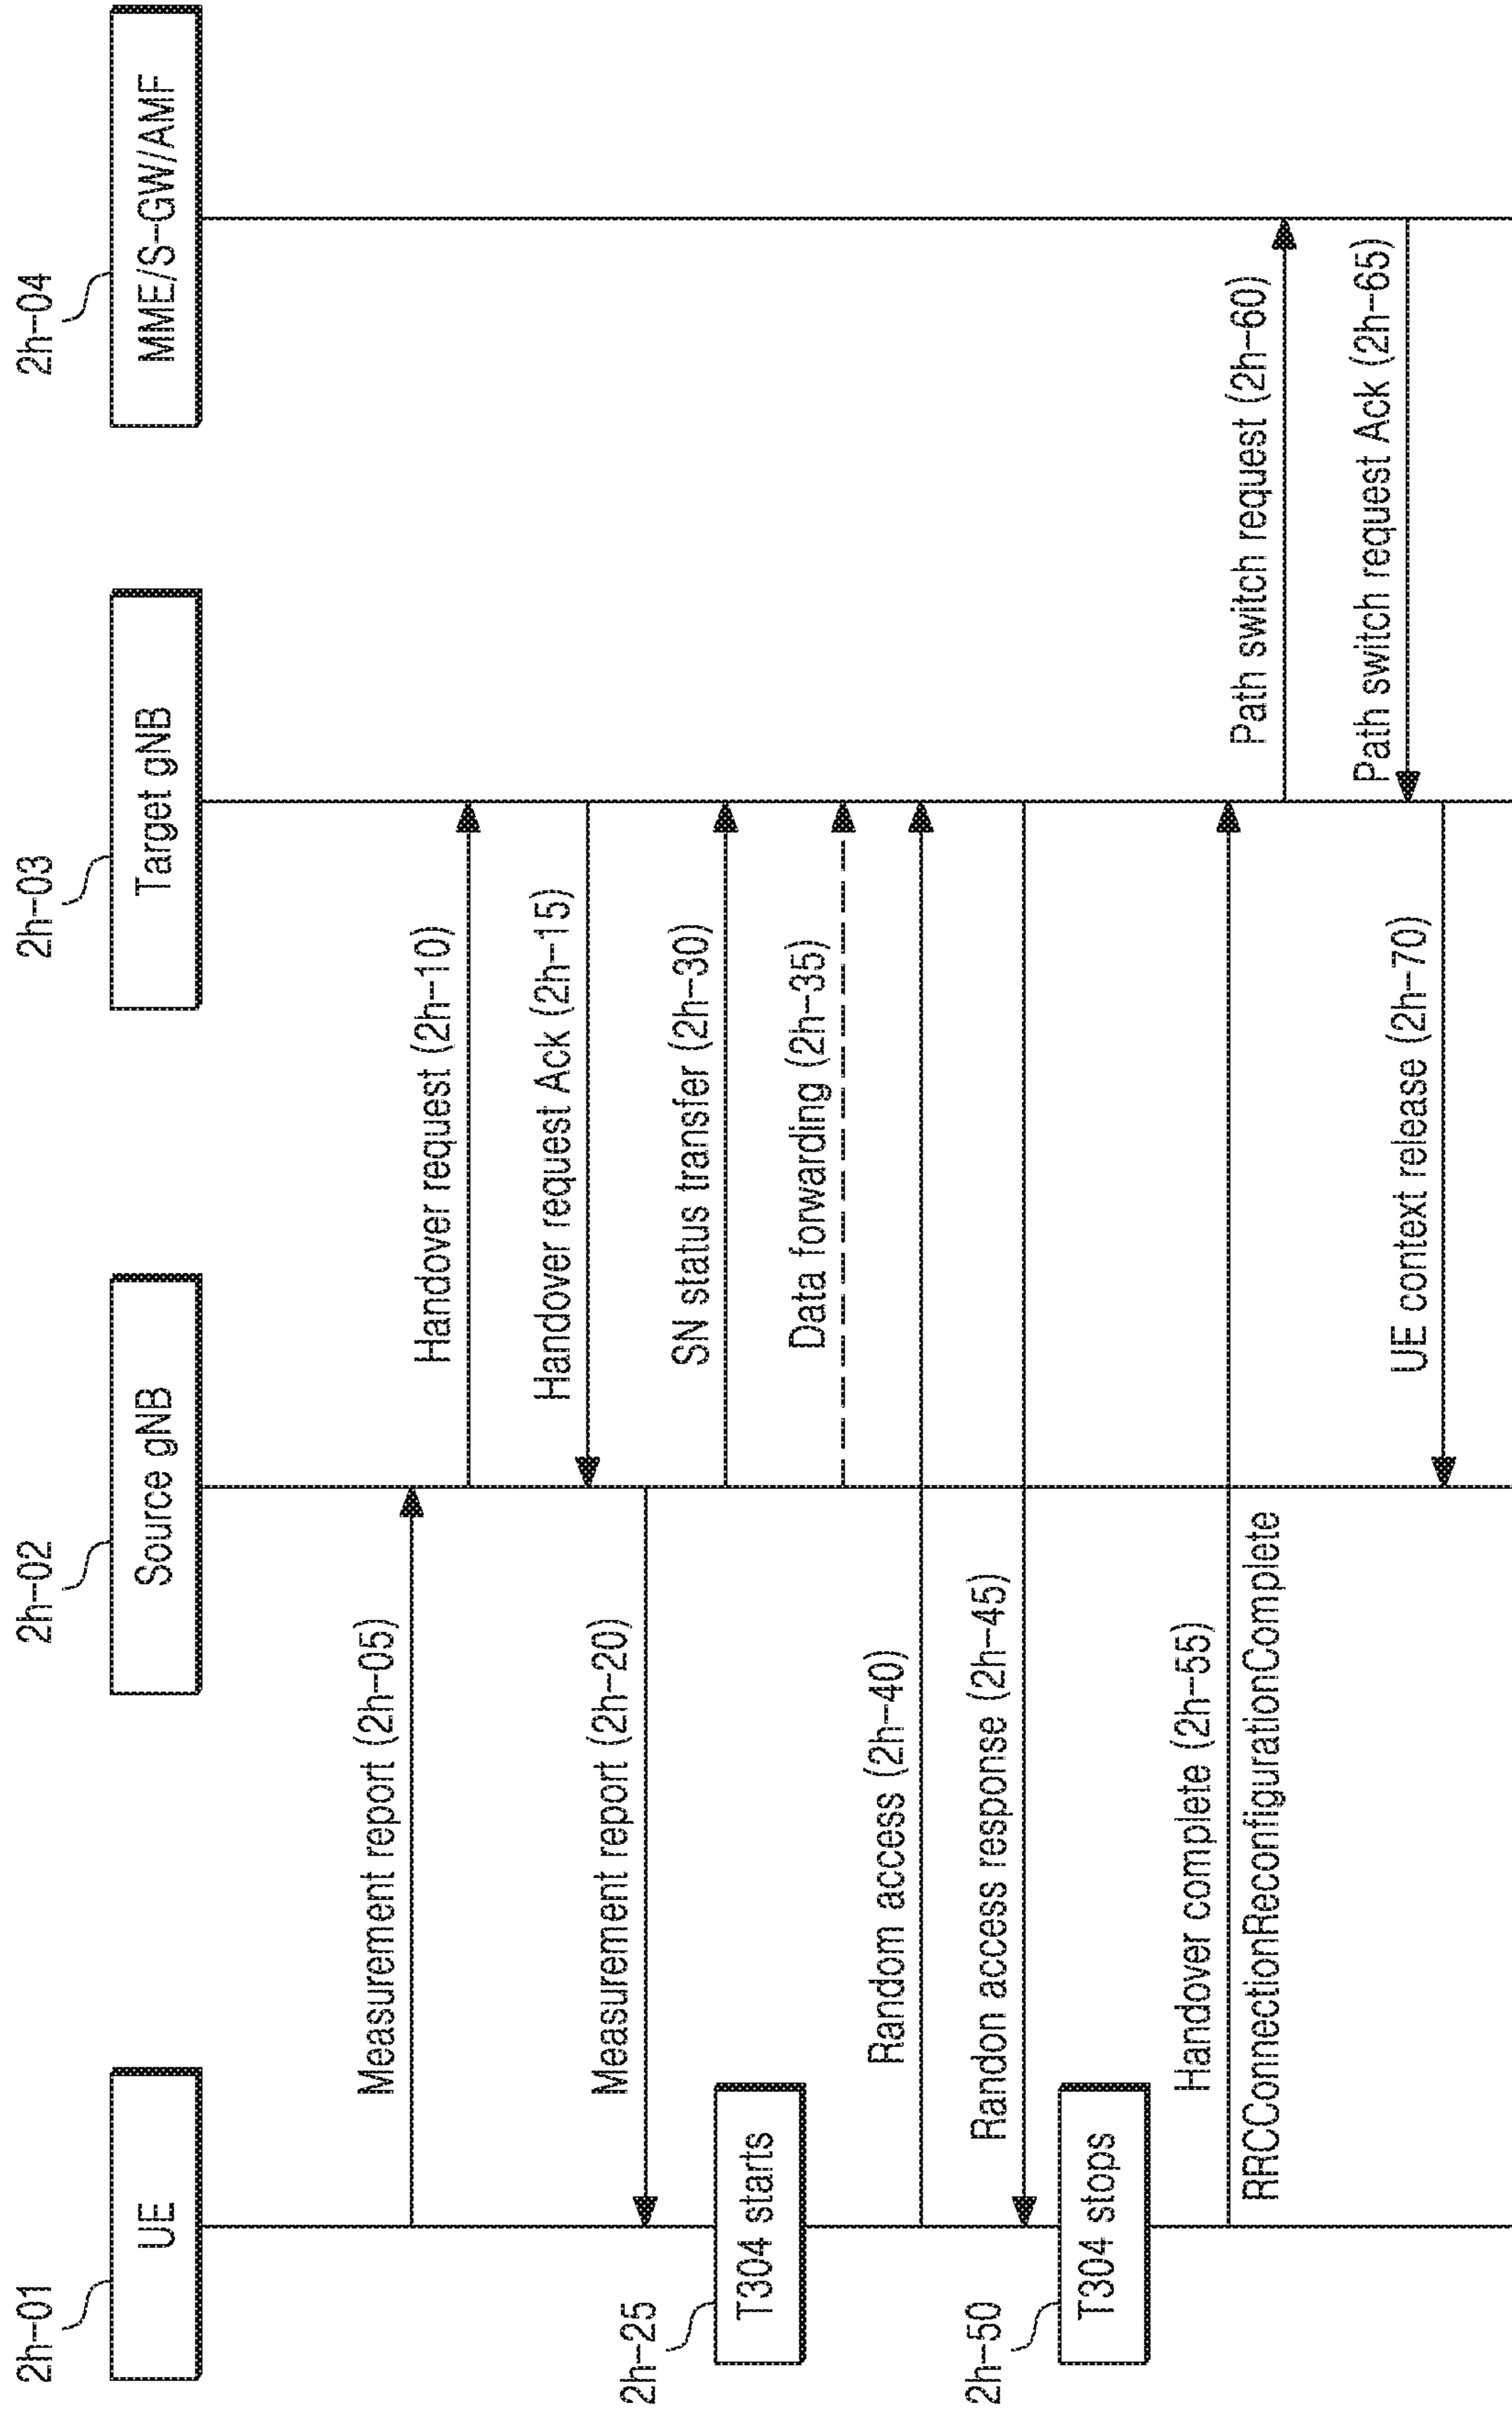 2h-01
2h-02
2h-03
2h-04
UE
Source gNB
Target gNB
MME/S-GW/AMF
Measurement report (2h-05)
Handover request (2h-10)
Handover request Ack (2h-15)
Measurement report (2h-20)
2h-25
T304 starts
SN status transfer (2h-30)
Data forwarding (2h-35)
Random access (2h-40)
Randon access response (2h-45)
2h-50
T304 stops
Handover complete (2h-55)
RRCConnectionReconfigurationComplete
Path switch request (2h-60)
Path switch request Ack (2h-65)
UE context release (2h-70)